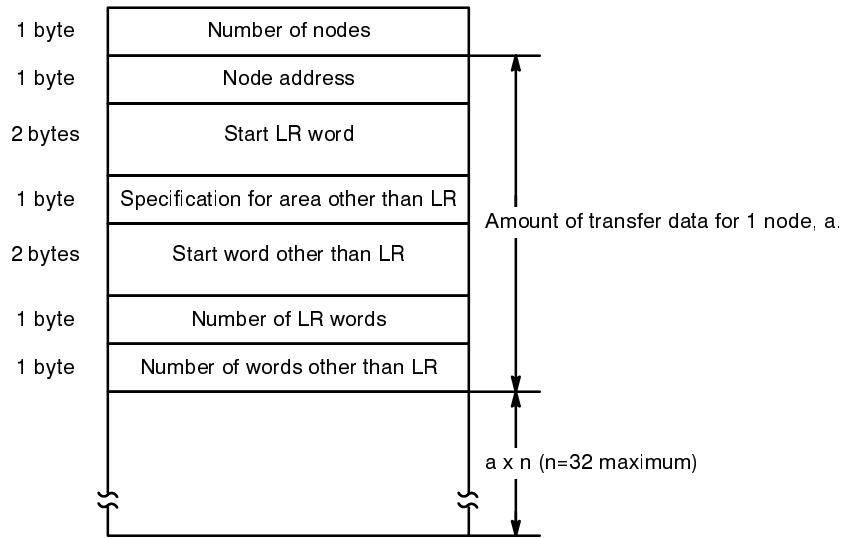 1 byte Number of nodes
1 byte Node address
2 bytes Start LR word
1 byte Specification for area other than LR
Amount of transfer data for 1 node, a.
2 bytes Start word other than LR
1 byte Number of LR words
1 byte Number of words other than LR
a x n (n=32 maximum)